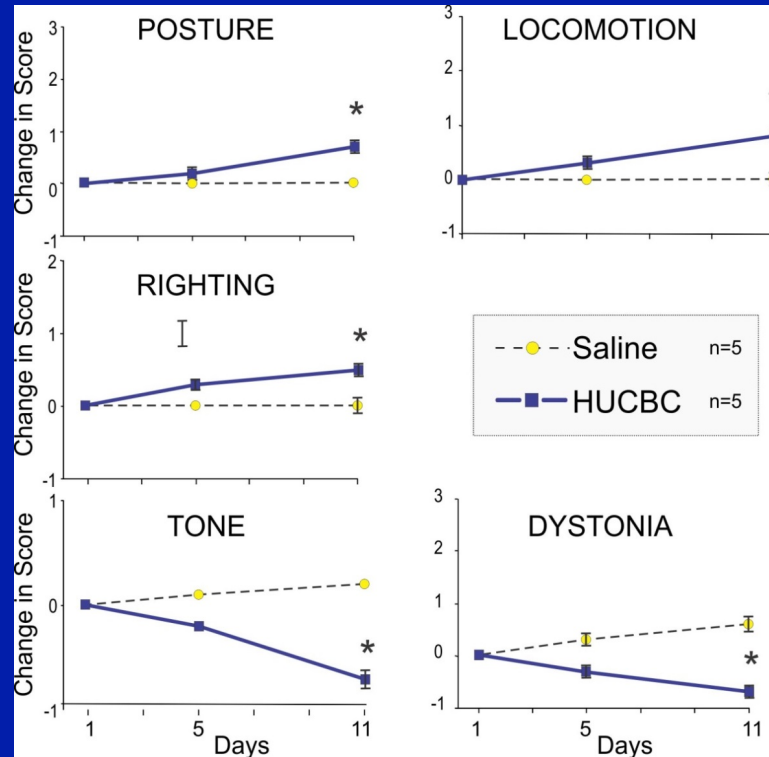 POSTURE
Change in Score
3
2
1
0
-1
*
LOCOMOTION
3
2
1
0
-1
RIGHTING
Change in Score
2
1
0
-1
*
Saline n=5
HUCBC n=5
TONE
Change in Score
1
0
-1
*
1 5 11
Days
DYSTONIA
3
2
1
0
-1
*
1 5 11
Days